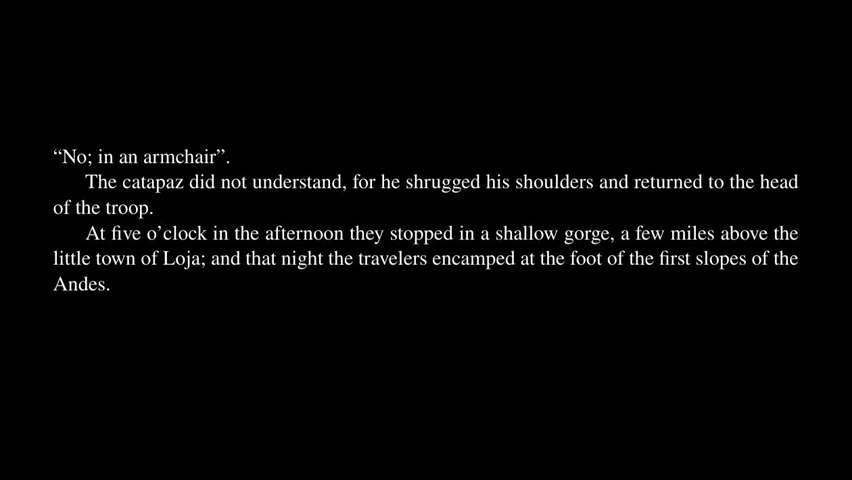 “No; in an armchair”.
The catapaz did not understand, for he shrugged his shoulders and returned to the head
of the troop.
At five o’clock in the afternoon they stopped in a shallow gorge, a few miles above the
little town of Loja; and that night the travelers encamped at the foot of the first slopes of the
Andes.